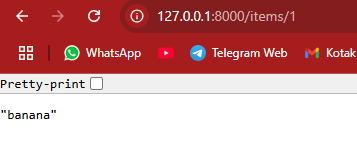 127.0.0.1:8000/items/1
WhatsApp Telegram Web Kotak
Pretty-print
"banana"